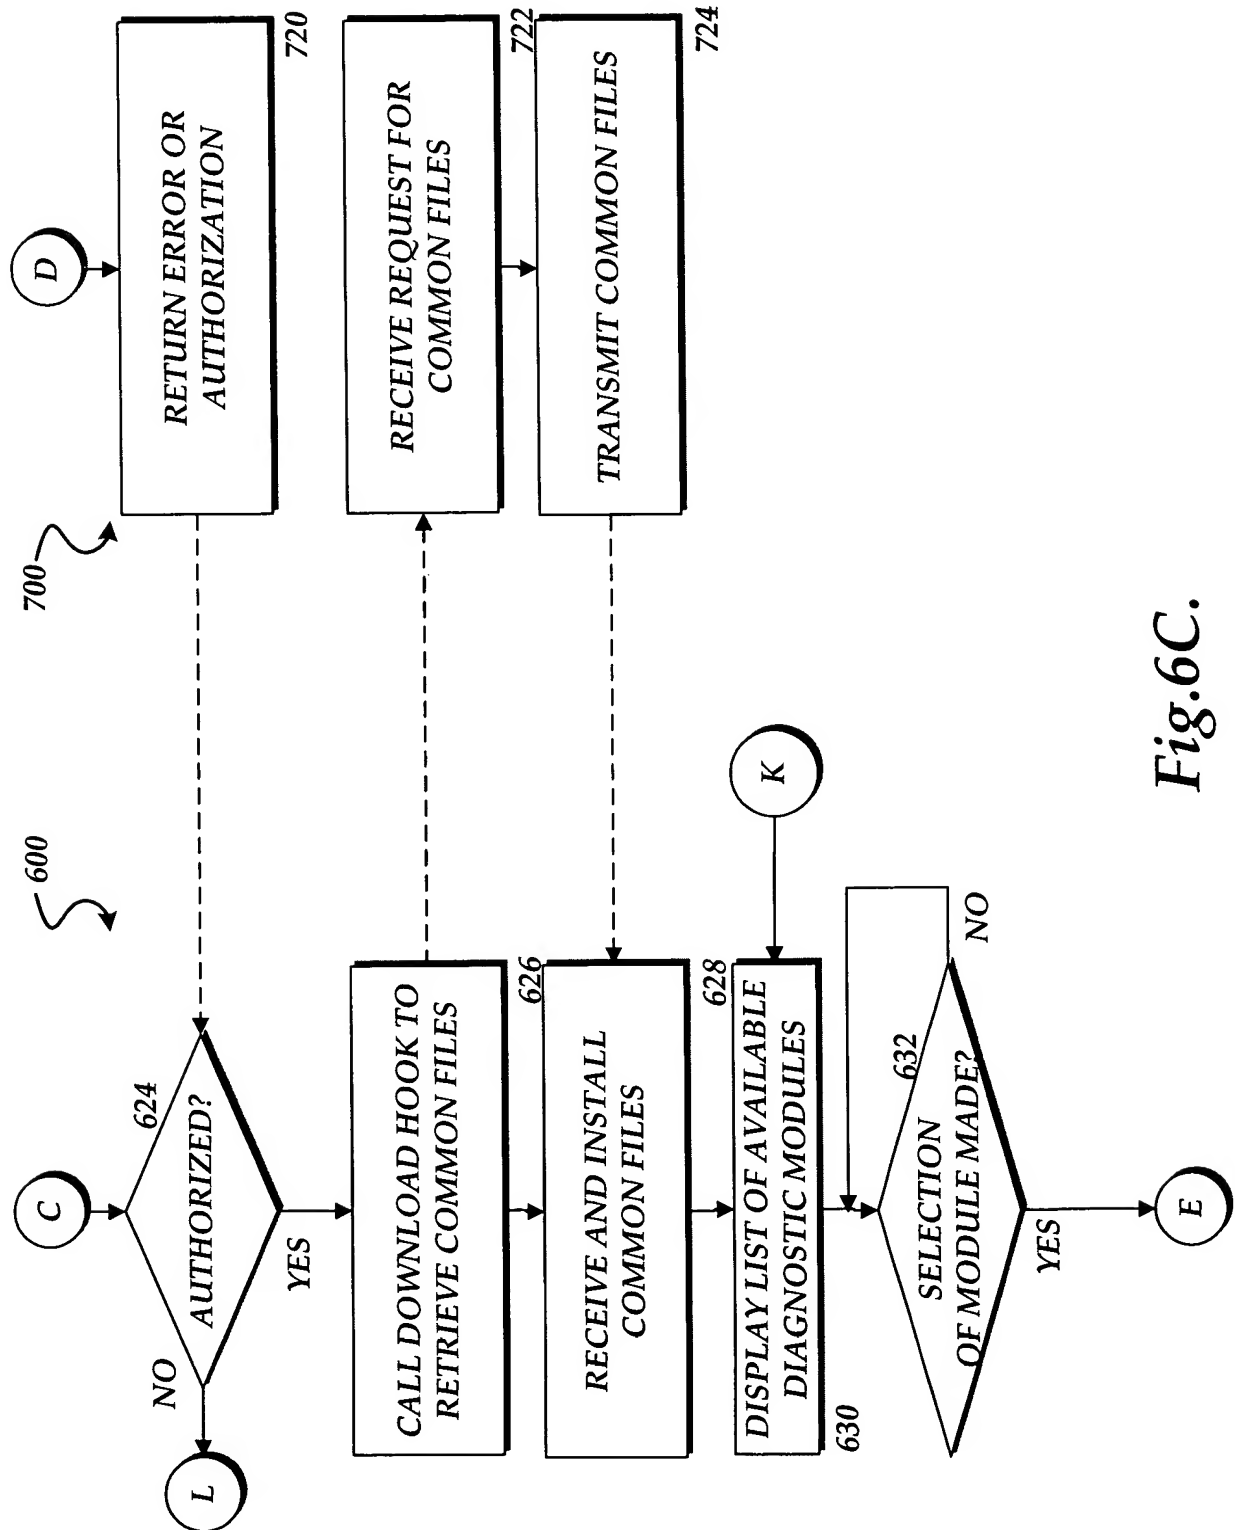 600
700
C
D
624
AUTHORIZED?
NO
YES
L
RETURN ERROR OR
AUTHORIZATION
720
CALL DOWNLOAD HOOK TO
RETRIEVE COMMON FILES
626
RECEIVE REQUEST FOR
COMMON FILES
722
RECEIVE AND INSTALL
COMMON FILES
628
TRANSMIT COMMON FILES
724
DISPLAY LIST OF AVAILABLE
DIAGNOSTIC MODULES
630
K
632
SELECTION
OF MODULE MADE?
NO
YES
E
Fig.6C.